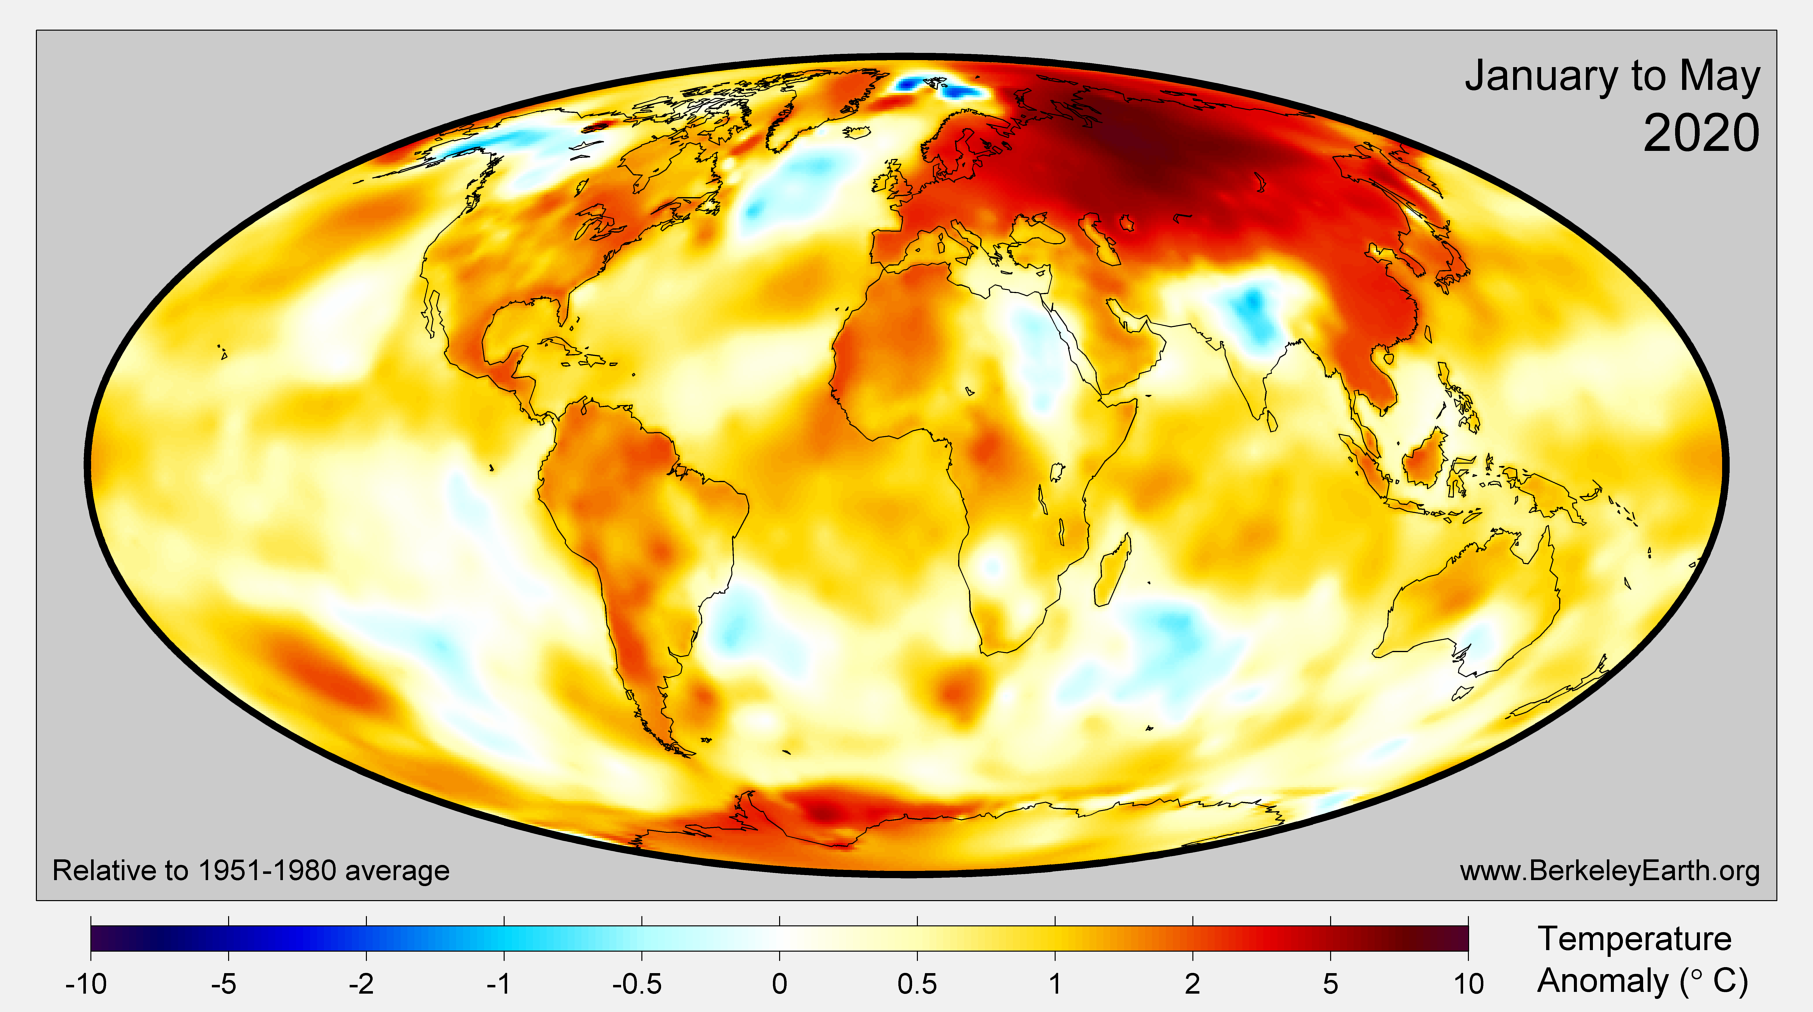 January to May
2020
Relative to 1951-1980 average
www.BerkeleyEarth.org
-10 -5 -2 -1 -0.5 0 0.5 1 2 5 10
Temperature
Anomaly (° C)